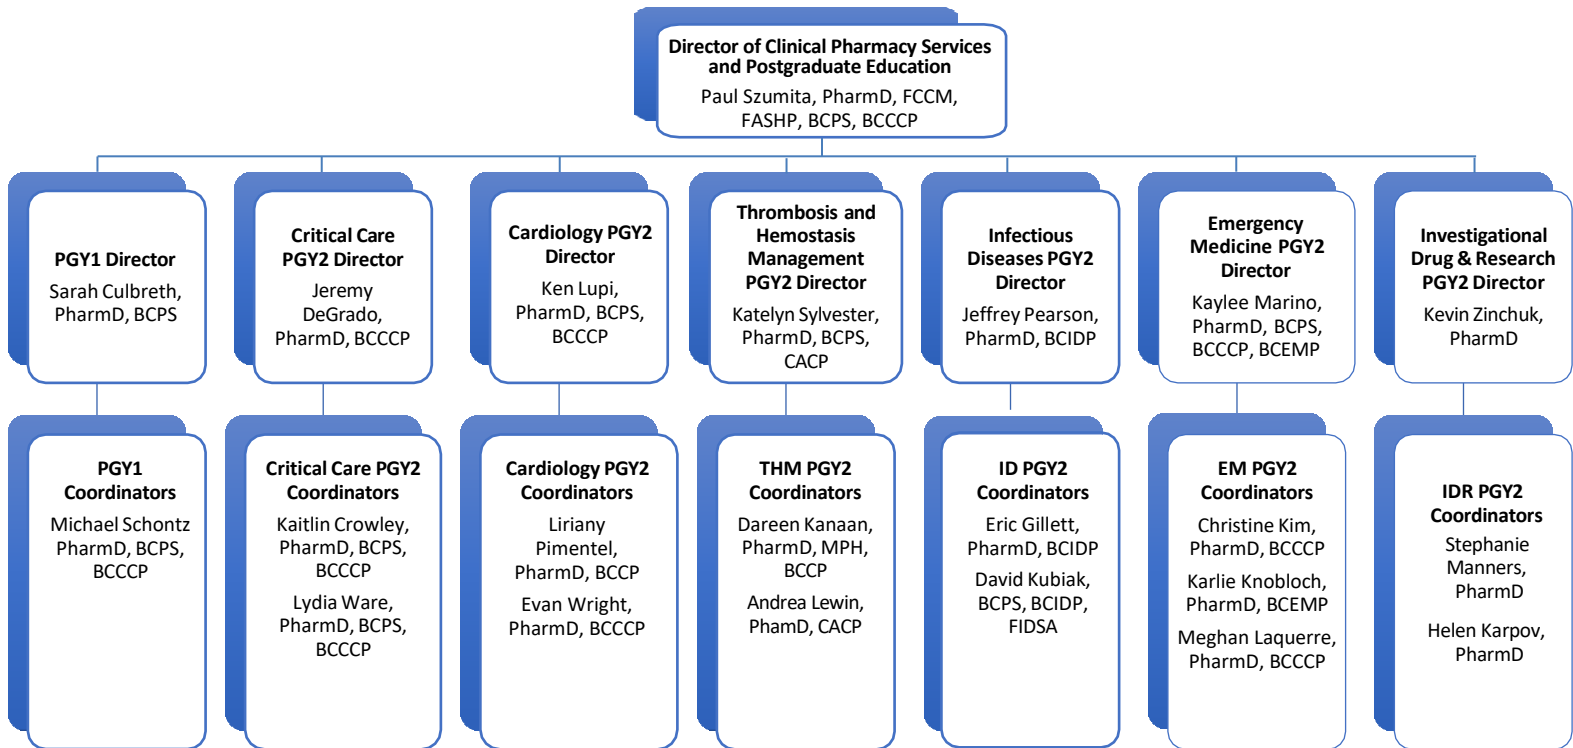 Director of Clinical Pharmacy Services
and Postgraduate Education
Paul Szumita, PharmD, FCCM,
FASHP, BCPS, BCCCP
PGY1 Director
Sarah Culbreth,
PharmD, BCPS
Critical Care
PGY2 Director
Jeremy
DeGrado,
PharmD, BCCCP
Cardiology PGY2
Director
Ken Lupi,
PharmD, BCPS,
BCCCP
Thrombosis and
Hemostasis
Management
PGY2 Director
Katelyn Sylvester,
PharmD, BCPS,
CACP
Infectious
Diseases PGY2
Director
Jeffrey Pearson,
PharmD, BCIDP
Emergency
Medicine PGY2
Director
Kaylee Marino,
PharmD, BCPS,
BCCCP, BCEMP
Investigational
Drug & Research
PGY2 Director
Kevin Zinchuk,
PharmD
PGY1
Coordinators
Michael Schontz
PharmD, BCPS,
BCCCP
Critical Care PGY2
Coordinators
Kaitlin Crowley,
PharmD, BCPS,
BCCCP
Lydia Ware,
PharmD, BCPS,
BCCCP
Cardiology PGY2
Coordinators
Liriany
Pimentel,
PharmD, BCCP
Evan Wright,
PharmD, BCCCP
THM PGY2
Coordinators
Dareen Kanaan,
PharmD, MPH,
BCCP
Andrea Lewin,
PhamD, CACP
ID PGY2
Coordinators
Eric Gillett,
PharmD, BCIDP
David Kubiak,
BCPS, BCIDP,
FIDSA
EM PGY2
Coordinators
Christine Kim,
PharmD, BCCCP
Karlie Knobloch,
PharmD, BCEMP
Meghan Laquerre,
PharmD, BCCCP
IDR PGY2
Coordinators
Stephanie
Manners,
PharmD
Helen Karpov,
PharmD